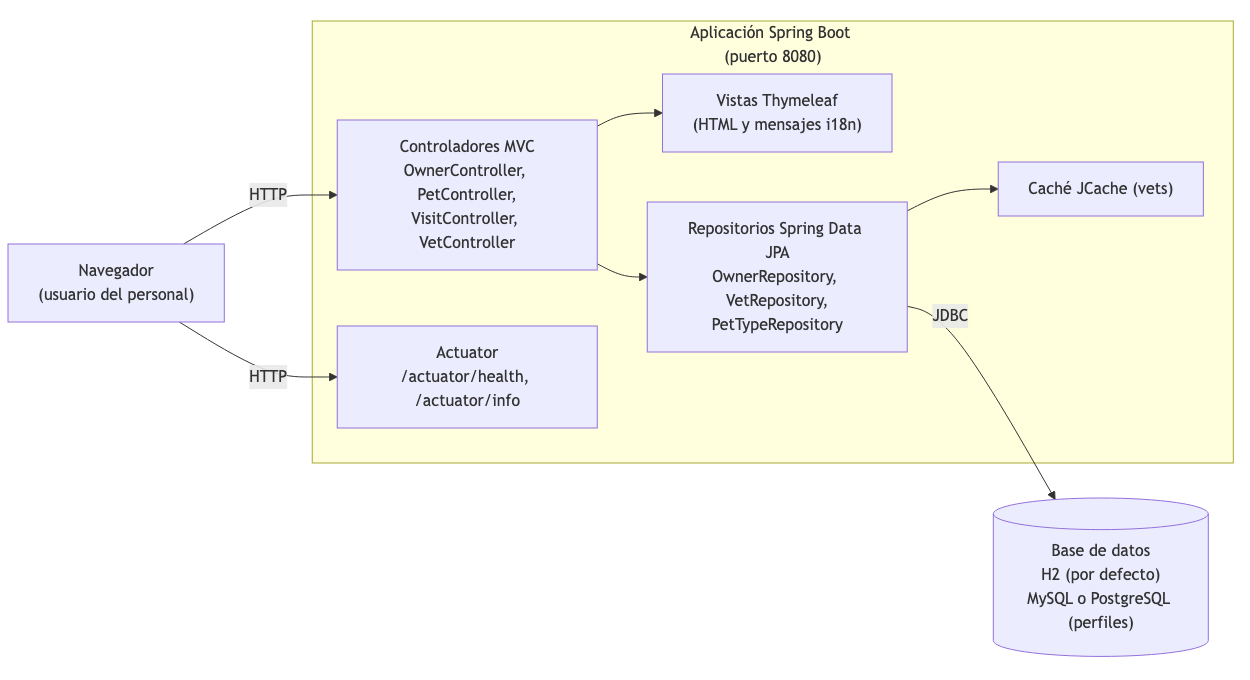 Aplicación Spring Boot
(puerto 8080)
Vistas Thymeleaf
(HTML y mensajes i18n)
Controladores MVC
OwnerController,
PetController,
VisitController,
VetController
HTTP
Caché JCache (vets)
Repositorios Spring Data
JPA
OwnerRepository,
VetRepository,
PetTypeRepository
Navegador
(usuario del personal)
JDBC
HTTP
Actuator
/actuator/health,
/actuator/info
Base de datos
H2 (por defecto)
MySQL o PostgreSQL
(perfiles)